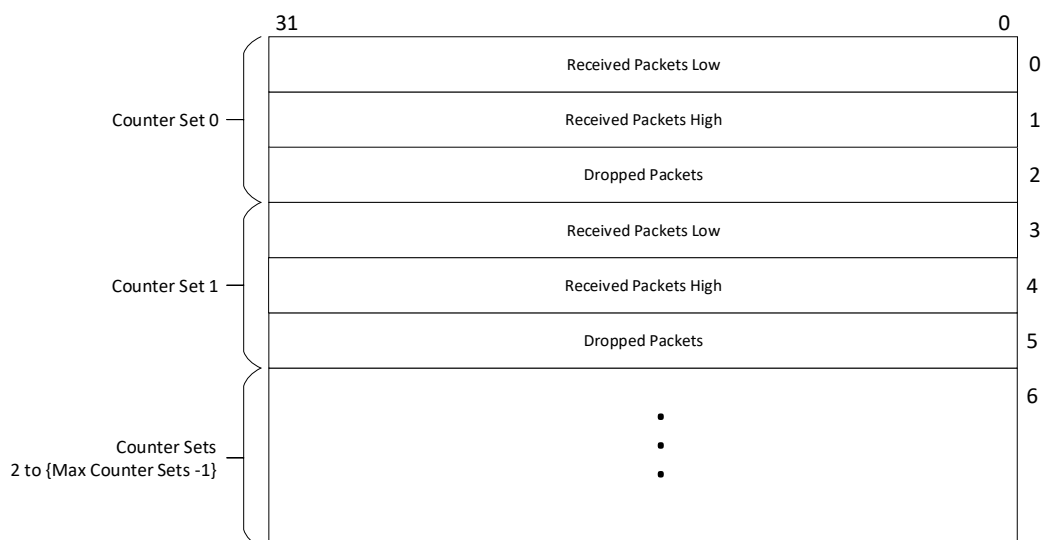 31 0
Received Packets Low 0
Counter Set 0 Received Packets High 1
Dropped Packets 2
Received Packets Low 3
Counter Set 1 Received Packets High 4
Dropped Packets 5
6
Counter Sets
2 to {Max Counter Sets -1}